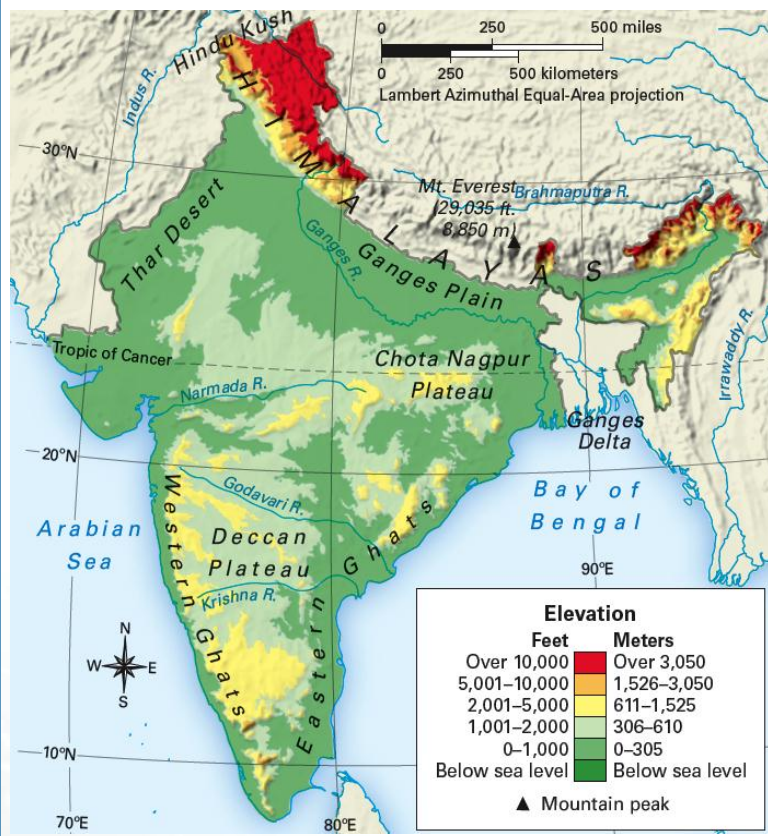 0 250 500 miles
0 250 500 kilometers
Lambert Azimuthal Equal-Area projection
Hindu Kush
Indus R.
HIMALAYAS
30°N
Mt. Everest
(29,035 ft.
8,850 m)
Brahmaputra R.
Thar Desert
Ganges R.
Ganges Plain
Tropic of Cancer
Chota Nagpur
Plateau
Irrawaddy R.
Narmada R.
Ganges
Delta
20°N
Western Ghats
Godavari R.
Bay of
Bengal
Arabian
Sea
Deccan
Plateau
Eastern Ghats
90°E
Krishna R.
N
W E
S
Elevation
Feet Meters
Over 10,000 Over 3,050
5,001–10,000 1,526–3,050
2,001–5,000 611–1,525
1,001–2,000 306–610
0–1,000 0–305
Below sea level Below sea level
▲ Mountain peak
10°N
70°E
80°E